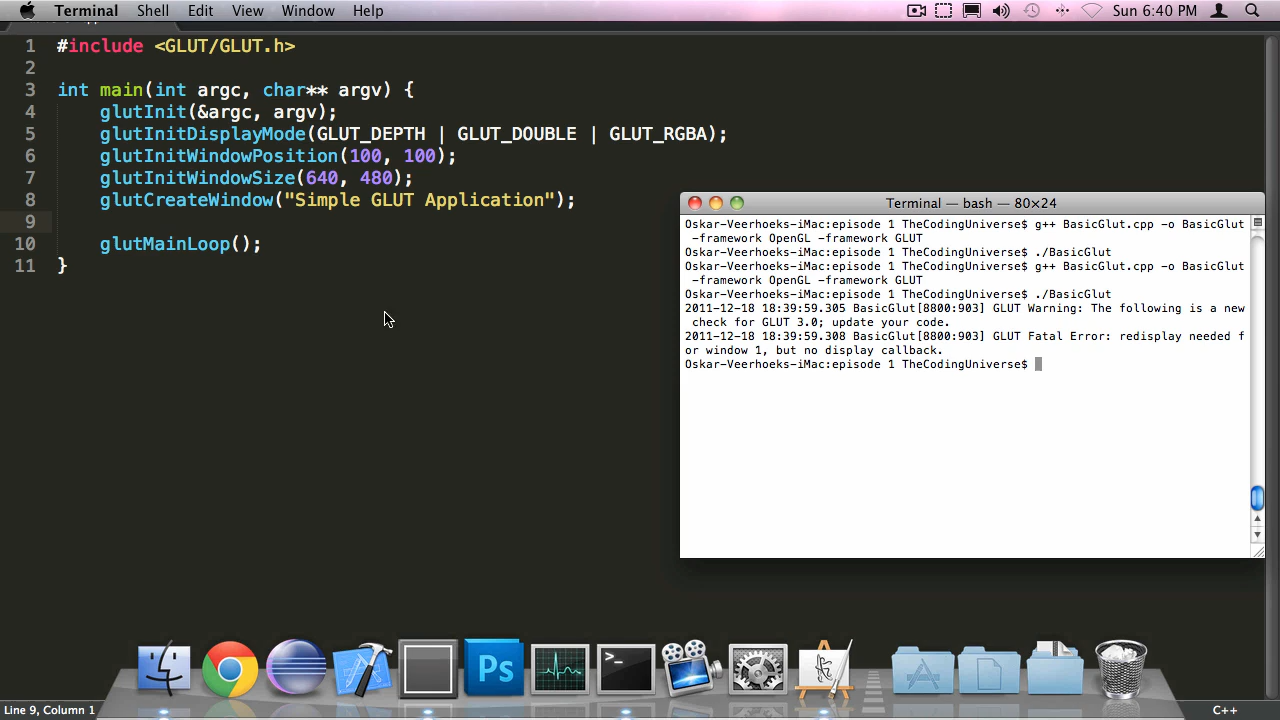 Terminal Shell Edit View Window Help Sun 6:40 PM
1 #include <GLUT/GLUT.h>
2
3 int main(int argc, char** argv) {
4 glutInit(&argc, argv);
5 glutInitDisplayMode(GLUT_DEPTH | GLUT_DOUBLE | GLUT_RGBA);
6 glutInitWindowPosition(100, 100);
7 glutInitWindowSize(640, 480);
8 glutCreateWindow("Simple GLUT Application");
9
10 glutMainLoop();
11 }
Terminal — bash — 80×24
Oskar-Veerhoeks-iMac:episode 1 TheCodingUniverse$ g++ BasicGlut.cpp -o BasicGlut
-framework OpenGL -framework GLUT
Oskar-Veerhoeks-iMac:episode 1 TheCodingUniverse$ ./BasicGlut
Oskar-Veerhoeks-iMac:episode 1 TheCodingUniverse$ g++ BasicGlut.cpp -o BasicGlut
-framework OpenGL -framework GLUT
Oskar-Veerhoeks-iMac:episode 1 TheCodingUniverse$ ./BasicGlut
2011-12-18 18:39:59.305 BasicGlut[8800:903] GLUT Warning: The following is a new
check for GLUT 3.0; update your code.
2011-12-18 18:39:59.308 BasicGlut[8800:903] GLUT Fatal Error: redisplay needed f
or window 1, but no display callback.
Oskar-Veerhoeks-iMac:episode 1 TheCodingUniverse$
Ps
>_
Line 9, Column 1
C++